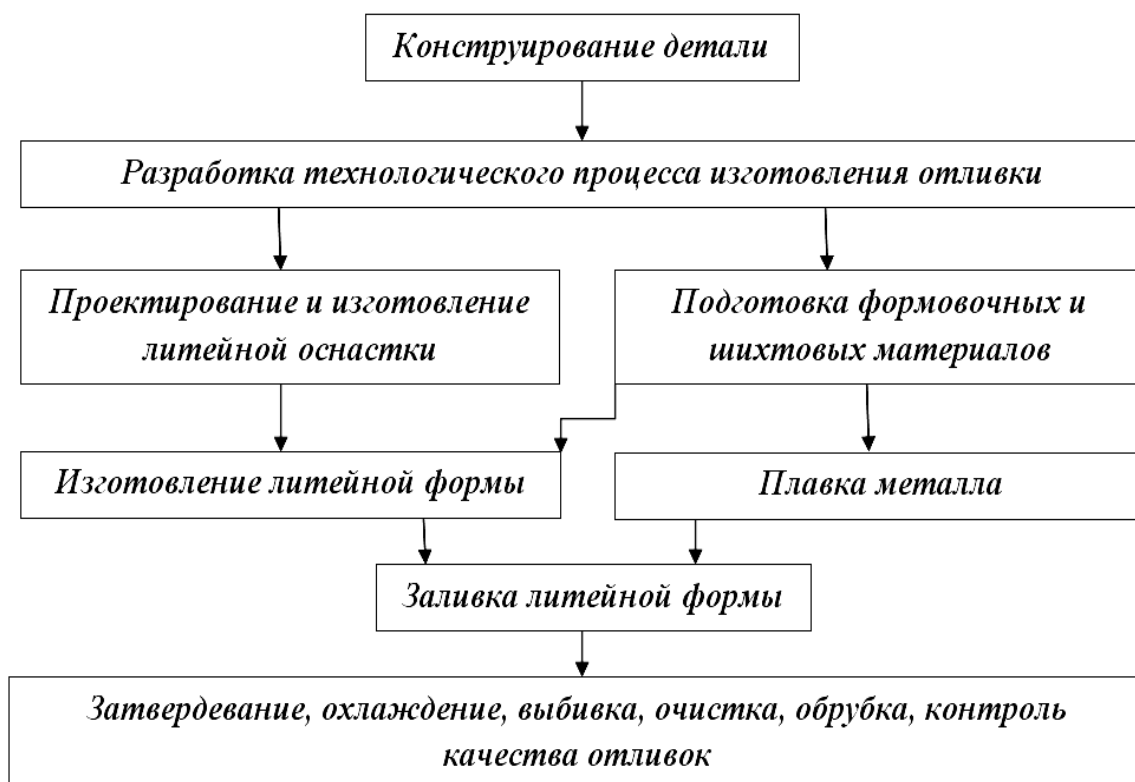 Конструирование детали
Разработка технологического процесса изготовления отливки
Проектирование и изготовление
литейной оснастки
Подготовка формовочных и
шихтовых материалов
Изготовление литейной формы
Плавка металла
Заливка литейной формы
Затвердевание, охлаждение, выбивка, очистка, обрубка, контроль
качества отливок